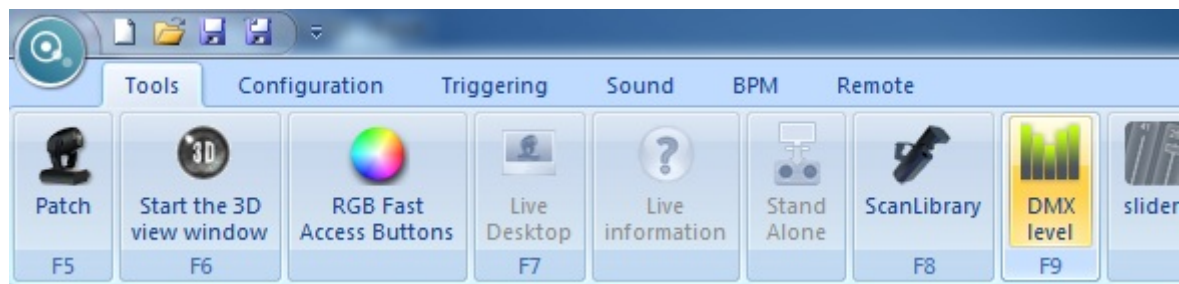 Tools Configuration Triggering Sound BPM Remote
3D
Patch Start the 3D RGB Fast Live Live Stand ScanLibrary DMX slider
view window Access Buttons Desktop information Alone level
F5 F6 F7 F8 F9